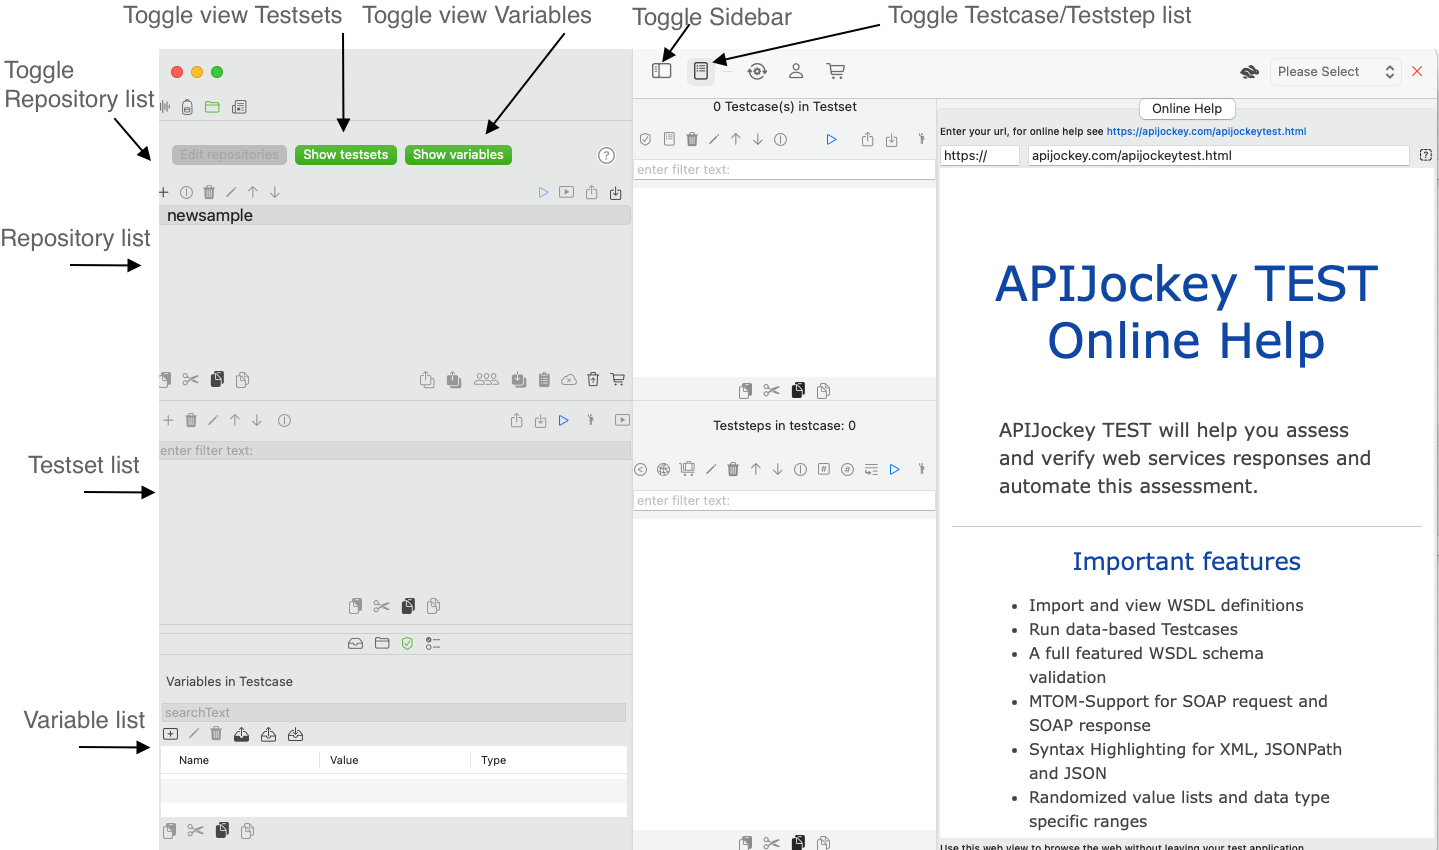 Toggle view Testsets
Toggle view Variables
Toggle Sidebar
Toggle Testcase/Teststep list
Toggle
Repository list
Repository list
Testset list
Variable list
Edit repositories
Show testsets
Show variables
?
newsample
enter filter text:
Variables in Testcase
searchText
Name
Value
Type
0 Testcase(s) in Testset
enter filter text:
Teststeps in testcase: 0
enter filter text:
Please Select
Online Help
Enter your url, for online help see https://apijockey.com/apijockeytest.html
https://
apijockey.com/apijockeytest.html
?
APIJockey TEST
Online Help
APIJockey TEST will help you assess
and verify web services responses and
automate this assessment.
Important features
• Import and view WSDL definitions
• Run data-based Testcases
• A full featured WSDL schema
validation
• MTOM-Support for SOAP request and
SOAP response
• Syntax Highlighting for XML, JSONPath
and JSON
• Randomized value lists and data type
specific ranges
Use this web view to browse the web without leaving your test application